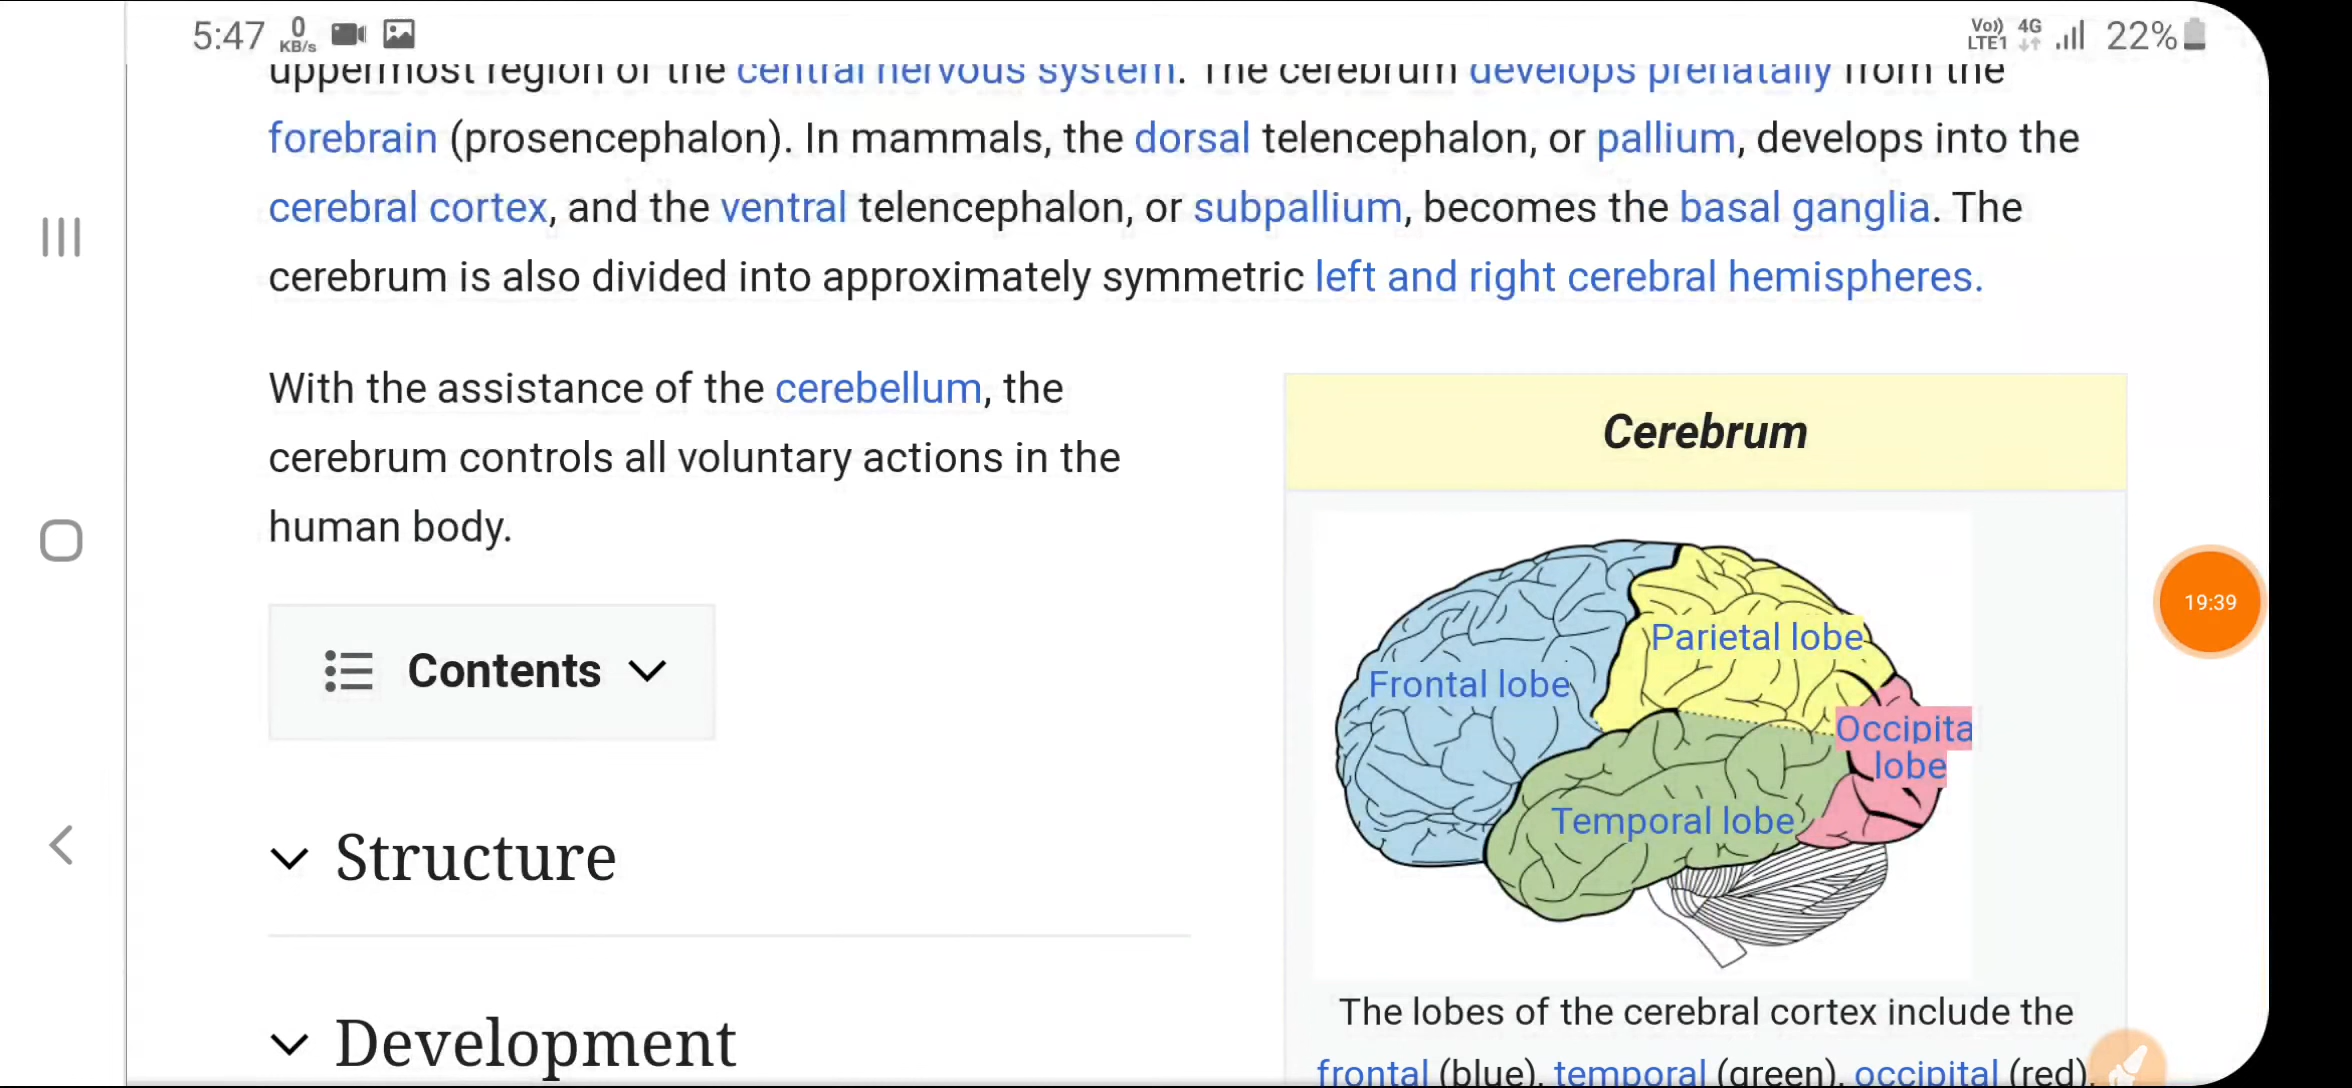 5:47 0 KB/s Vo)) LTE1 4G 22%
uppermost region of the central nervous system. The cerebrum develops prenatally from the
forebrain (prosencephalon). In mammals, the dorsal telencephalon, or pallium, develops into the
cerebral cortex, and the ventral telencephalon, or subpallium, becomes the basal ganglia. The
cerebrum is also divided into approximately symmetric left and right cerebral hemispheres.
With the assistance of the cerebellum, the
cerebrum controls all voluntary actions in the
human body.
Contents
Structure
Development
Cerebrum
Parietal lobe
Frontal lobe
Occipita
lobe
Temporal lobe
The lobes of the cerebral cortex include the
frontal (blue), temporal (green), occipital (red),
19:39